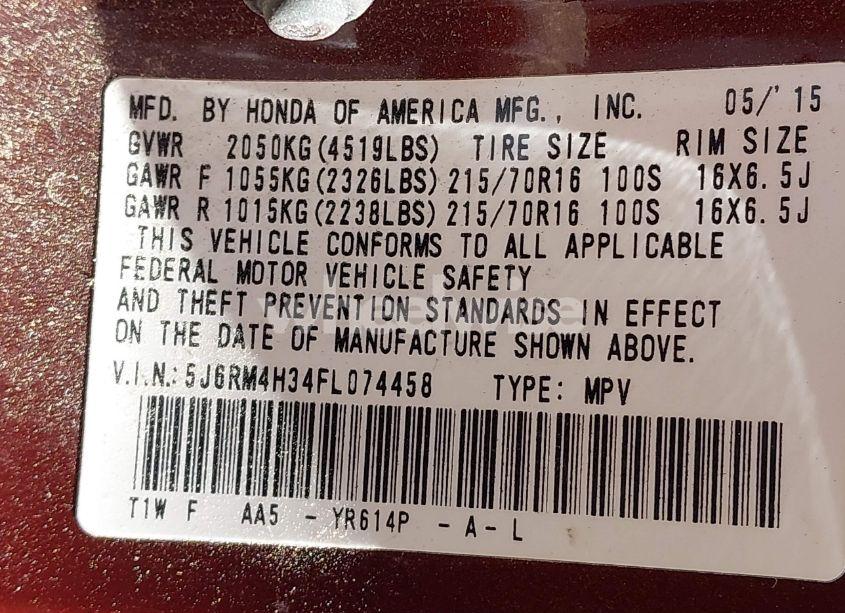 MFD. BY HONDA OF AMERICA MFG., INC. 05/'15
GVWR 2050KG(4519LBS) TIRE SIZE RIM SIZE
GAWR F 1055KG(2326LBS) 215/70R16 100S 16X6.5J
GAWR R 1015KG(2238LBS) 215/70R16 100S 16X6.5J
THIS VEHICLE CONFORMS TO ALL APPLICABLE
FEDERAL MOTOR VEHICLE SAFETY
AND THEFT PREVENTION STANDARDS IN EFFECT
ON THE DATE OF MANUFACTURE SHOWN ABOVE.
V.I.N.: 5J6RM4H34FL074458 TYPE: MPV
T1W F AA5 - YR614P - A - L